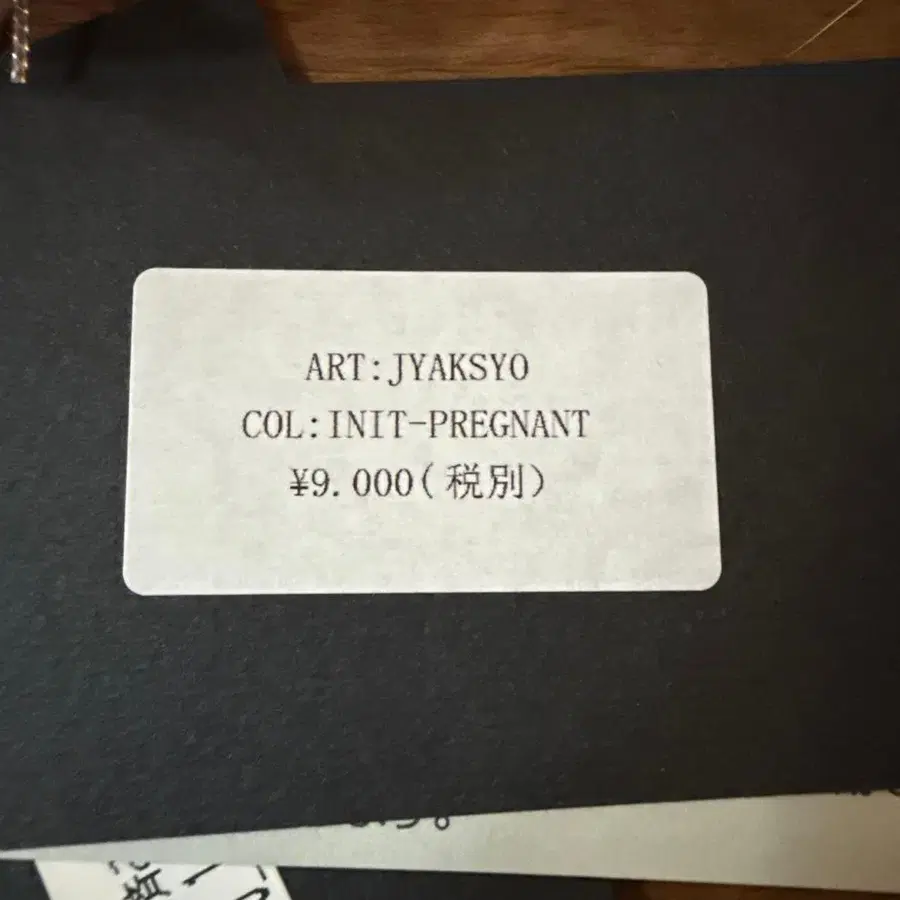 ART:JYAKSYO
COL:INIT-PREGNANT
¥9.000(税別)